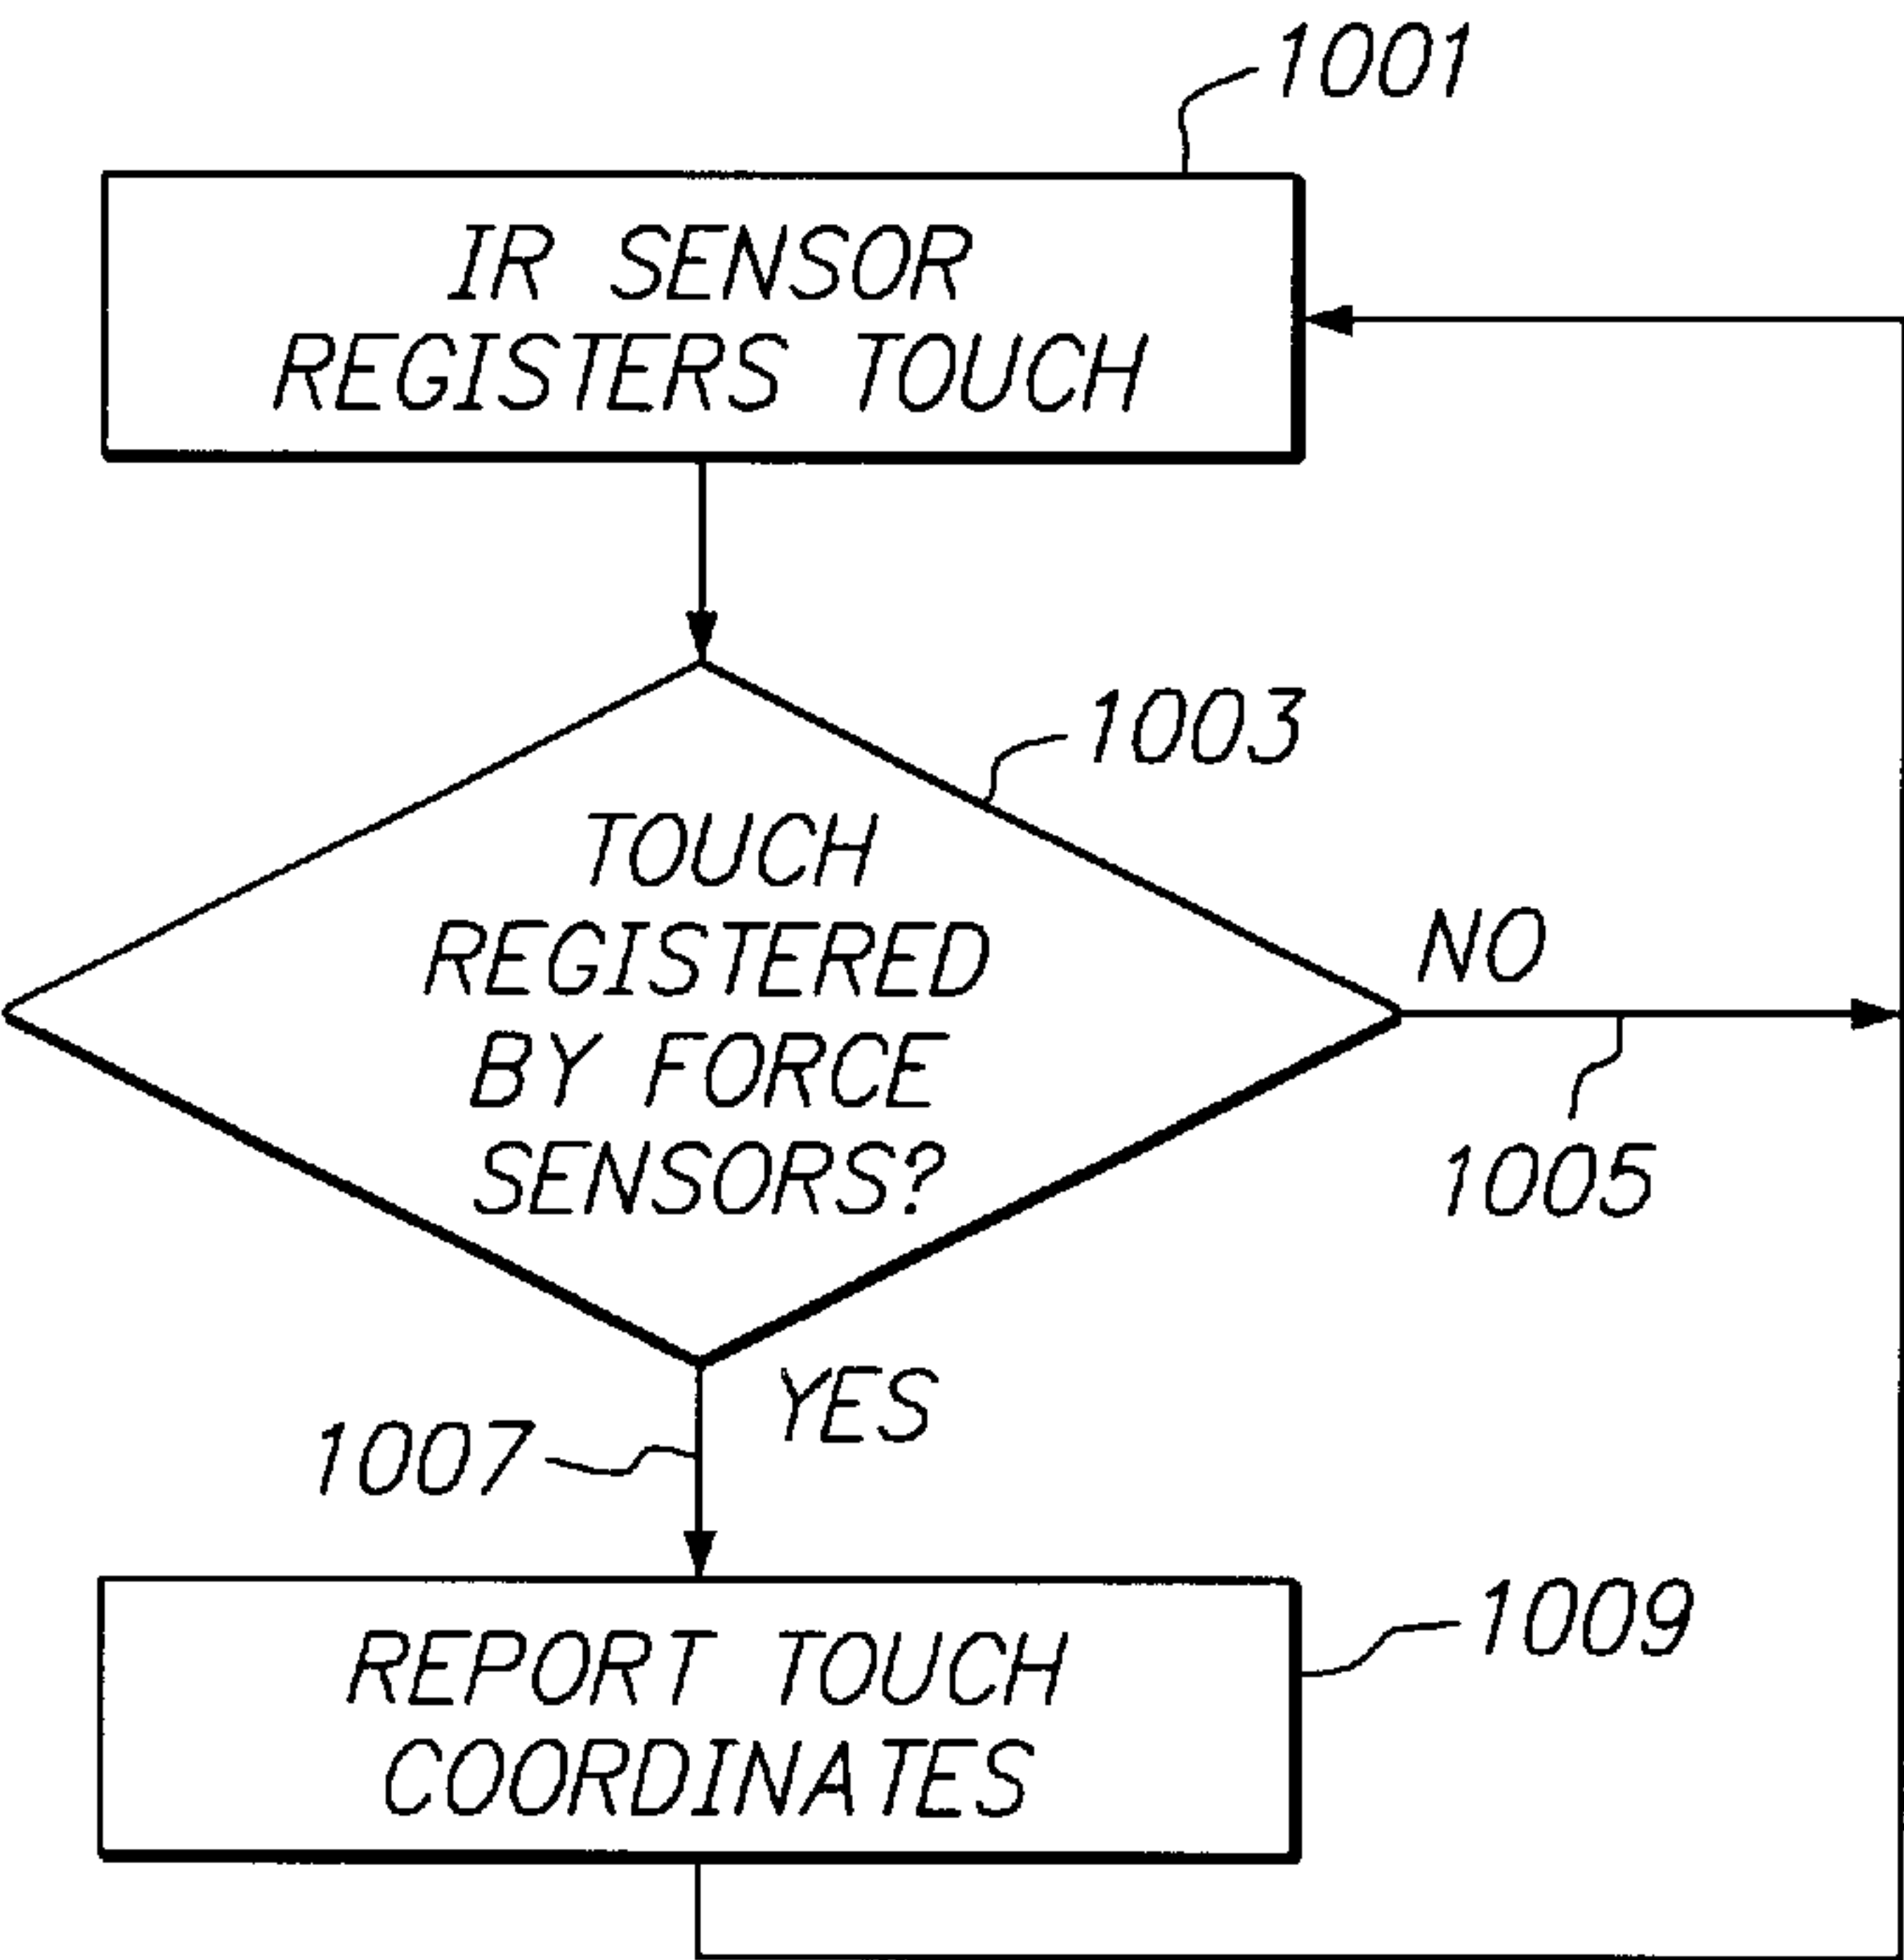 1001
IR SENSOR
REGISTERS TOUCH
1003
TOUCH
REGISTERED
BY FORCE
SENSORS?
NO
1005
YES
1007
REPORT TOUCH
COORDINATES
1009